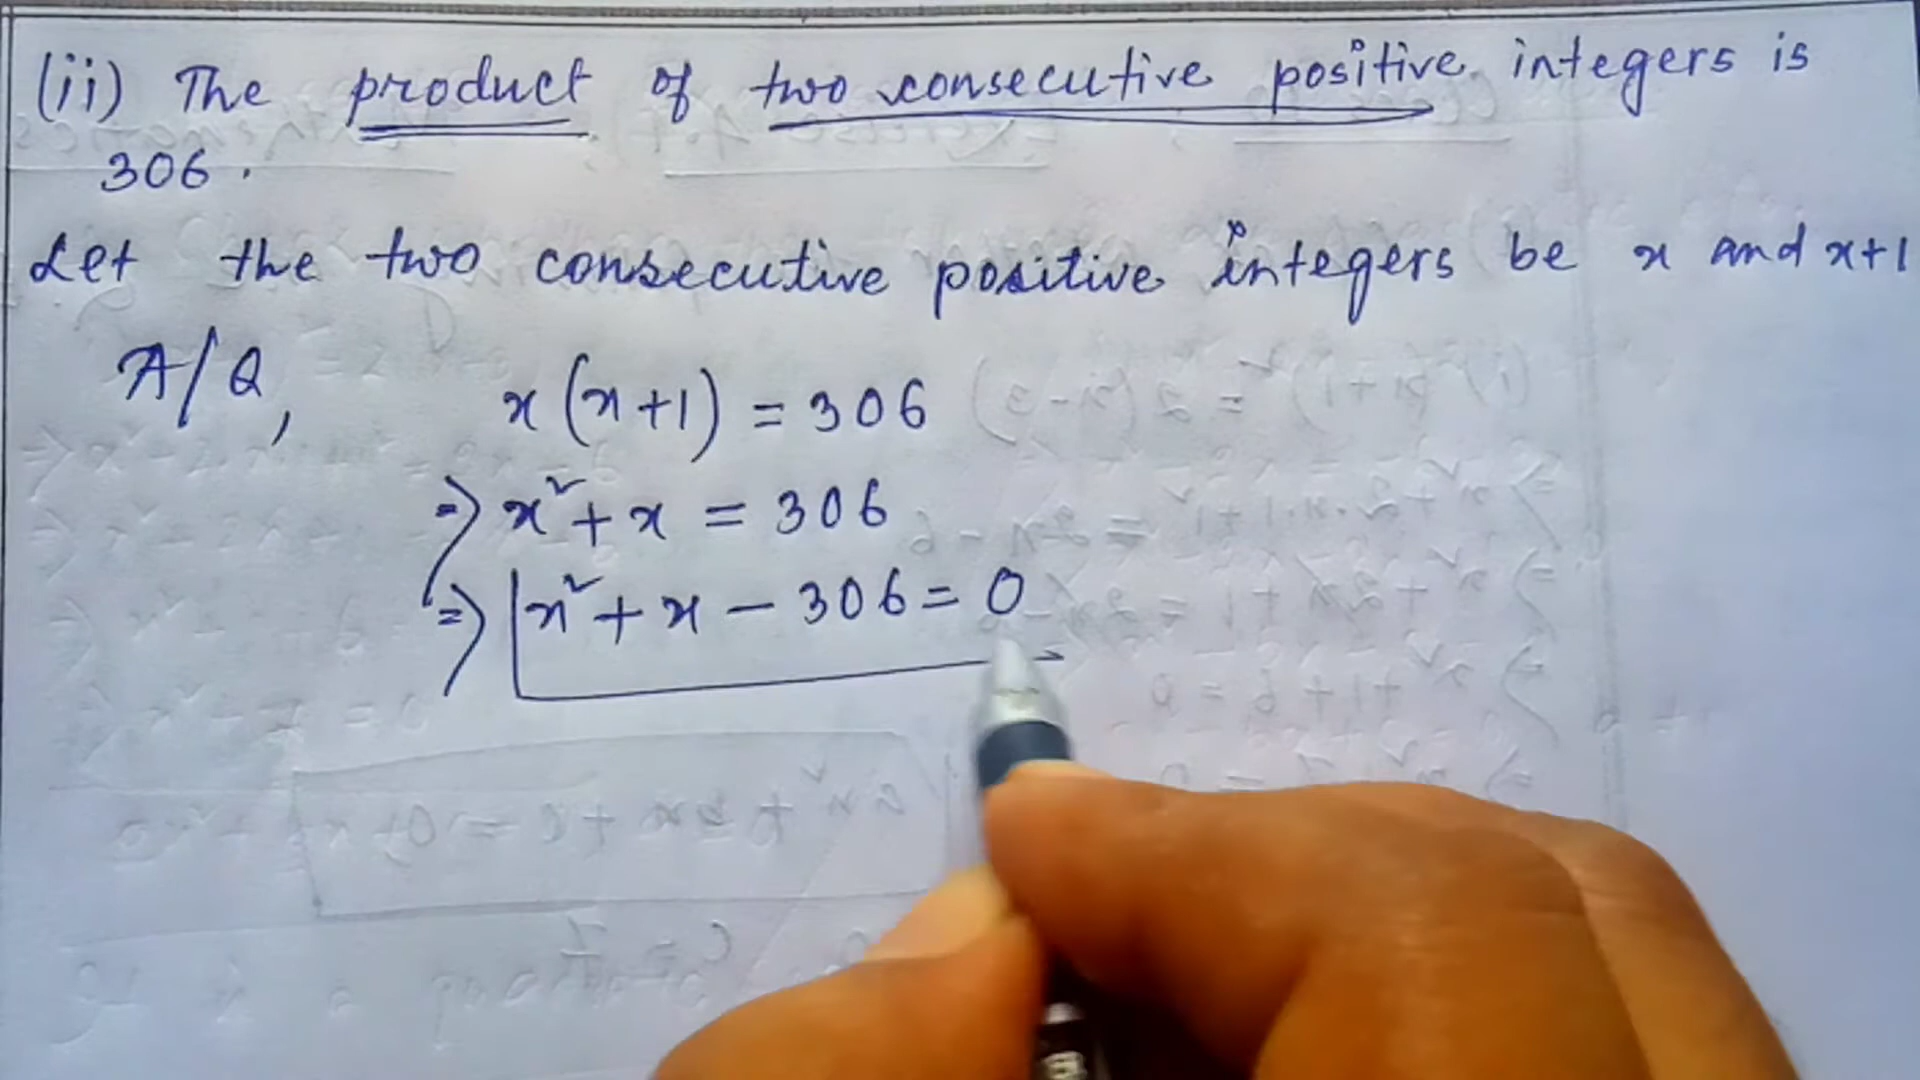 (ii) The product of two consecutive positive integers is
306.
Let the two consecutive positive integers be x and x+1
A/Q, x(x+1) = 306
=> x²+x = 306
=> x²+x-306=0